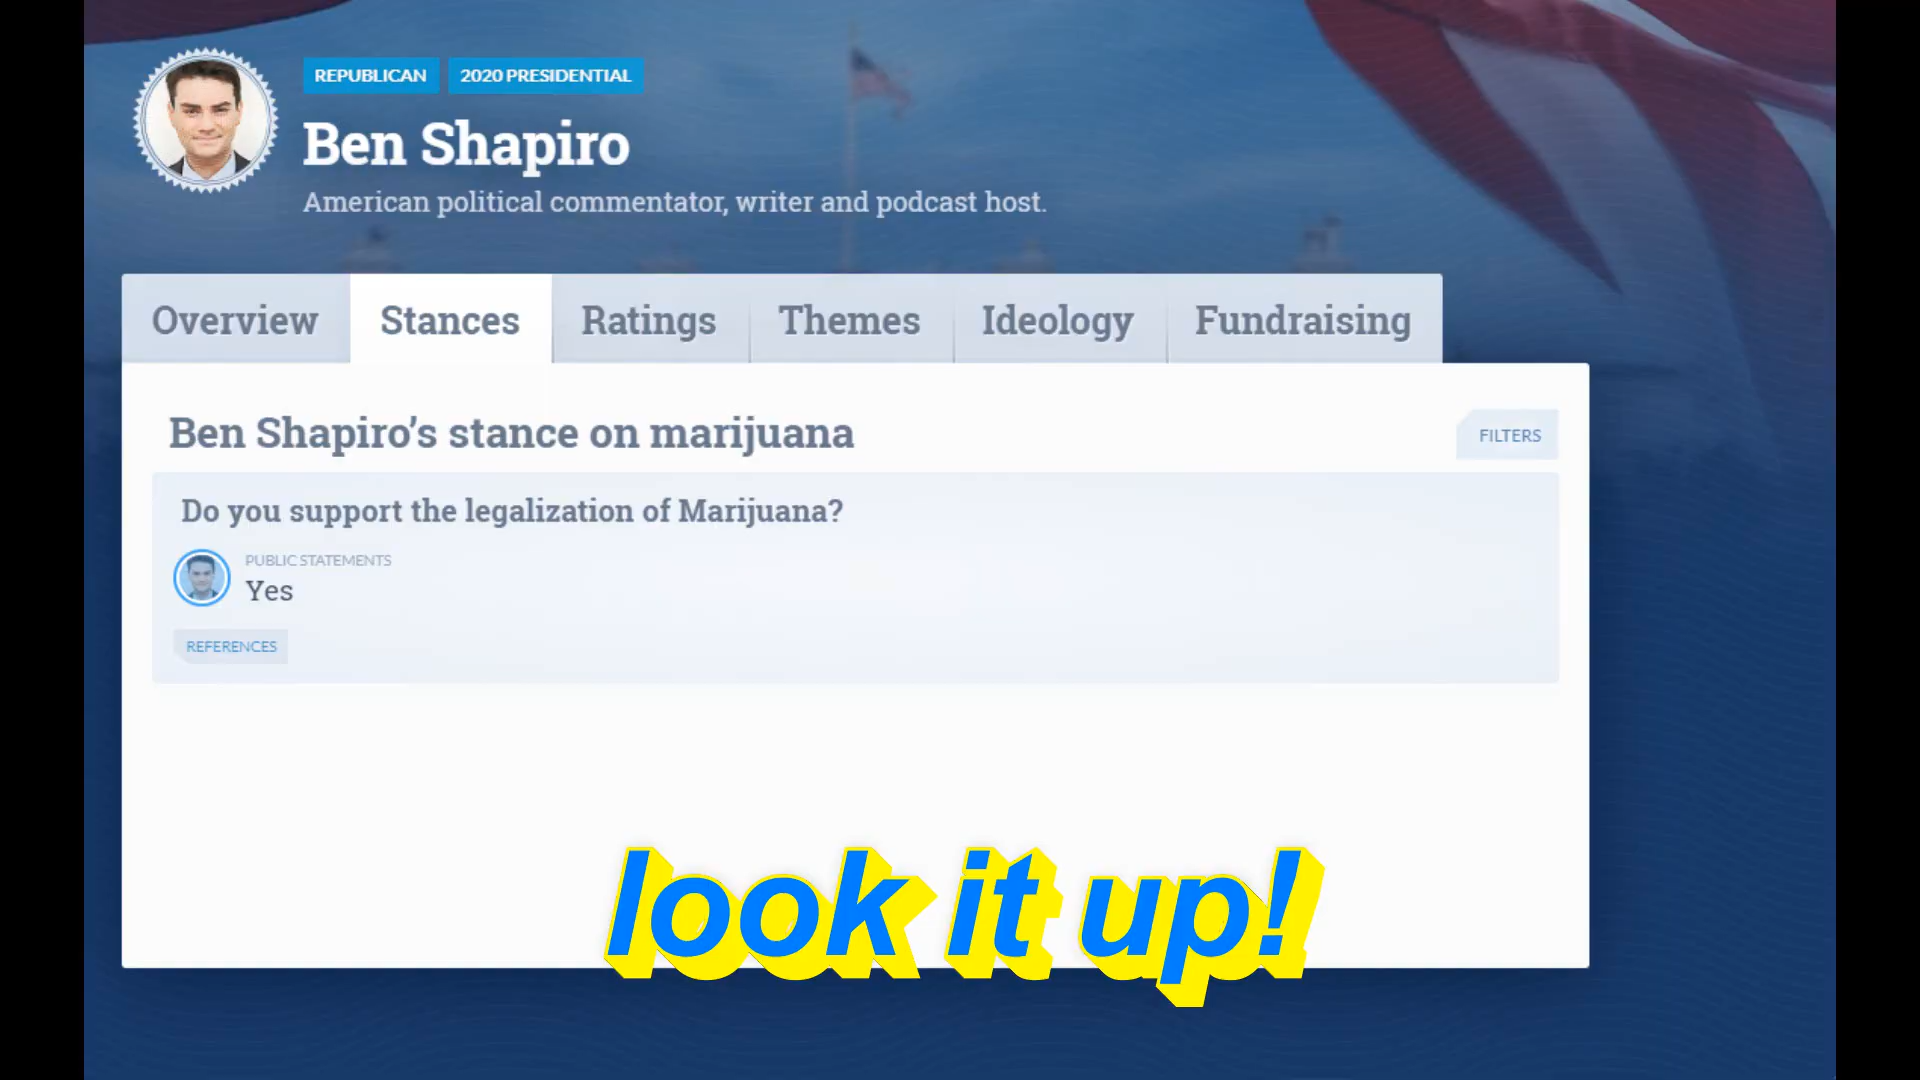 REPUBLICAN 2020 PRESIDENTIAL
Ben Shapiro
American political commentator, writer and podcast host.
Overview Stances Ratings Themes Ideology Fundraising
Ben Shapiro’s stance on marijuana
FILTERS
Do you support the legalization of Marijuana?
PUBLIC STATEMENTS
Yes
REFERENCES
look it up!